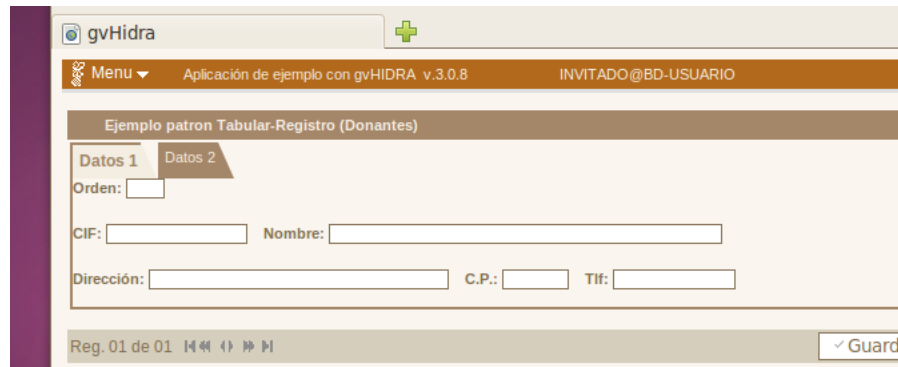 gvHidra
Menu Aplicación de ejemplo con gvHIDRA v.3.0.8 INVITADO@BD-USUARIO
Ejemplo patron Tabular-Registro (Donantes)
Datos 1 Datos 2
Orden:
CIF: Nombre:
Dirección: C.P.: Tlf:
Reg. 01 de 01 Guard